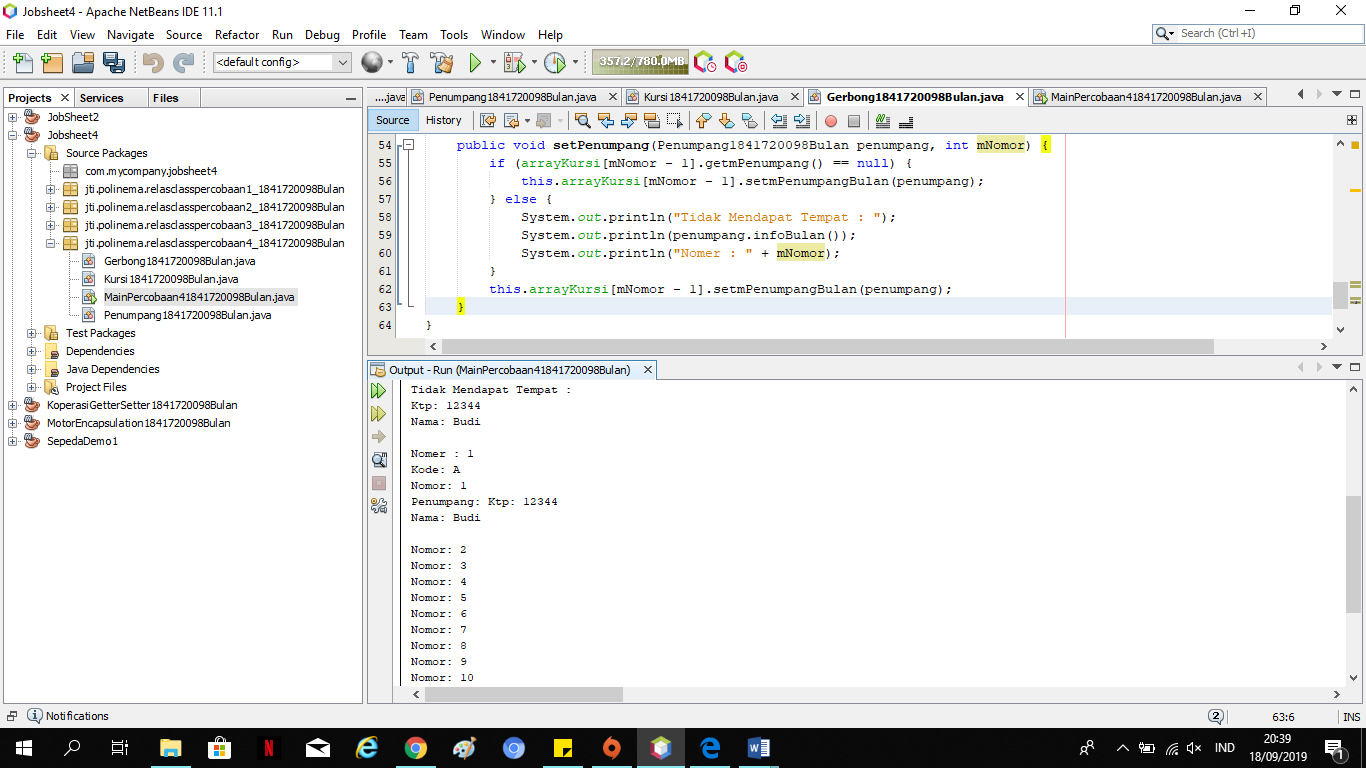 Jobsheet4 - Apache NetBeans IDE 11.1
File Edit View Navigate Source Refactor Run Debug Profile Team Tools Window Help
Search (Ctrl+I)
<default config>
357.2/780.0MB
Projects Services Files
JobSheet2
Jobsheet4
Source Packages
com.mycompany.jobsheet4
jti.polinema.relasclasspercobaan1_1841720098Bulan
jti.polinema.relasclasspercobaan2_1841720098Bulan
jti.polinema.relasclasspercobaan3_1841720098Bulan
jti.polinema.relasclasspercobaan4_1841720098Bulan
Gerbong1841720098Bulan.java
Kursi1841720098Bulan.java
MainPercobaan41841720098Bulan.java
Penumpang1841720098Bulan.java
Test Packages
Dependencies
Java Dependencies
Project Files
KoperasiGetterSetter1841720098Bulan
MotorEncapsulation1841720098Bulan
SepedaDemo1
....java Penumpang1841720098Bulan.java Kursi1841720098Bulan.java Gerbong1841720098Bulan.java MainPercobaan41841720098Bulan.java
Source History
54 public void setPenumpang(Penumpang1841720098Bulan penumpang, int mNomor) {
55 if (arrayKursi[mNomor - 1].getmPenumpang() == null) {
56 this.arrayKursi[mNomor - 1].setmPenumpangBulan(penumpang);
57 } else {
58 System.out.println("Tidak Mendapat Tempat : ");
59 System.out.println(penumpang.infoBulan());
60 System.out.println("Nomer : " + mNomor);
61 }
62 this.arrayKursi[mNomor - 1].setmPenumpangBulan(penumpang);
63 }
64 }
Output - Run (MainPercobaan41841720098Bulan)
Tidak Mendapat Tempat :
Ktp: 12344
Nama: Budi
Nomer : 1
Kode: A
Nomor: 1
Penumpang: Ktp: 12344
Nama: Budi
Nomor: 2
Nomor: 3
Nomor: 4
Nomor: 5
Nomor: 6
Nomor: 7
Nomor: 8
Nomor: 9
Nomor: 10
Notifications
2
63:6
INS
IND
20:39
18/09/2019
1